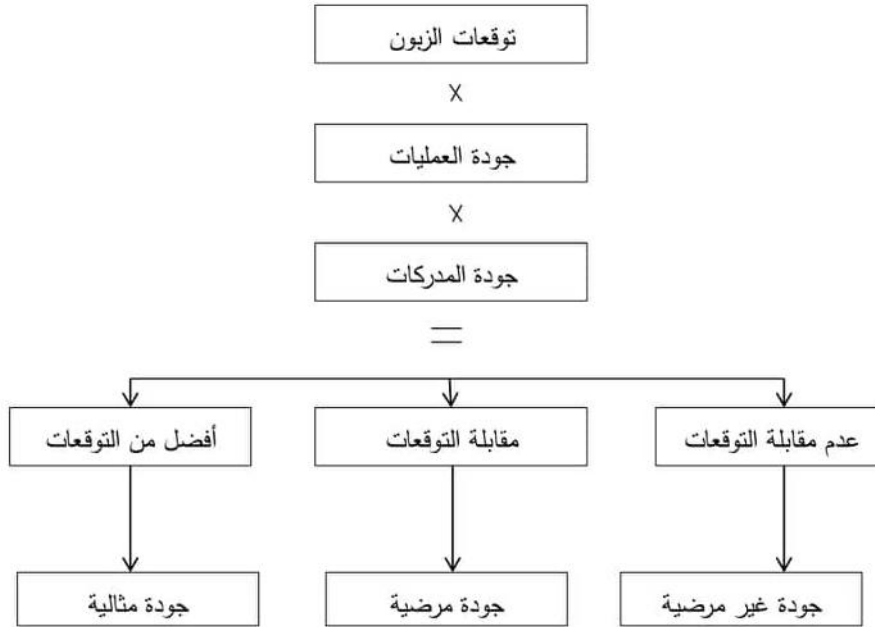 توقعات الزبون
X
جودة العمليات
X
جودة المدركات
=
عدم مقابلة التوقعات
مقابلة التوقعات
أفضل من التوقعات
جودة غير مرضية
جودة مرضية
جودة مثالية